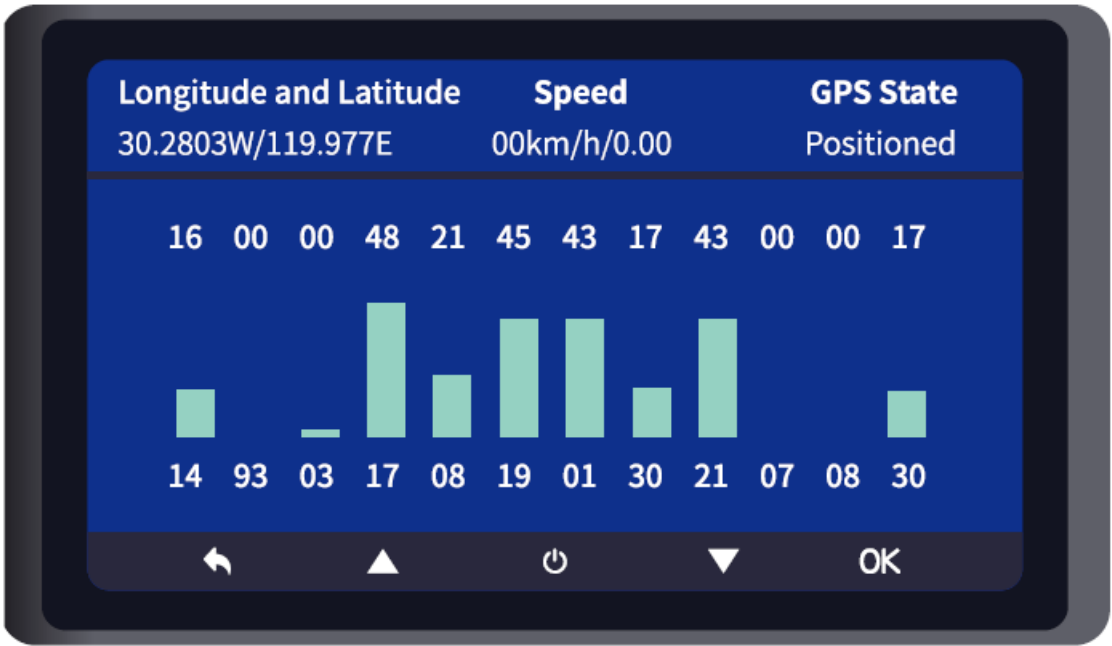 Longitude and Latitude Speed GPS State
30.2803W/119.977E 00km/h/0.00 Positioned
16 00 00 48 21 45 43 17 43 00 00 17
14 93 03 17 08 19 01 30 21 07 08 30
OK